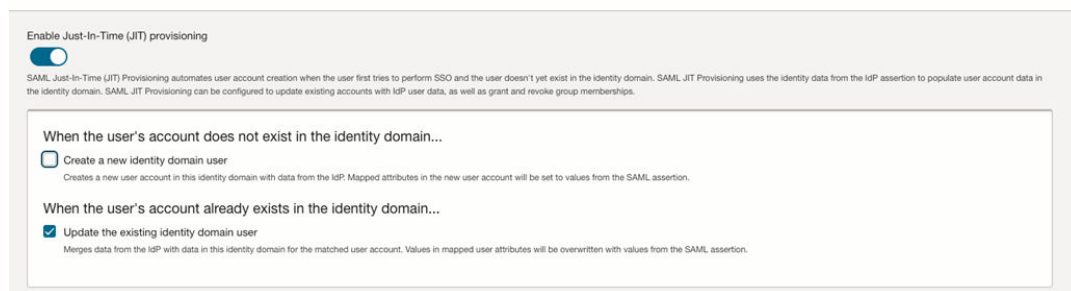 Enable Just-In-Time (JIT) provisioning
SAML Just-In-Time (JIT) Provisioning automates user account creation when the user first tries to perform SSO and the user doesn't yet exist in the identity domain. SAML JIT Provisioning uses the identity data from the IdP assertion to populate user account data in
the identity domain. SAML JIT Provisioning can be configured to update existing accounts with IdP user data, as well as grant and revoke group memberships.
When the user's account does not exist in the identity domain...
Create a new identity domain user
Creates a new user account in this identity domain with data from the IdP. Mapped attributes in the new user account will be set to values from the SAML assertion.
When the user's account already exists in the identity domain...
Update the existing identity domain user
Merges data from the IdP with data in this identity domain for the matched user account. Values in mapped user attributes will be overwritten with values from the SAML assertion.